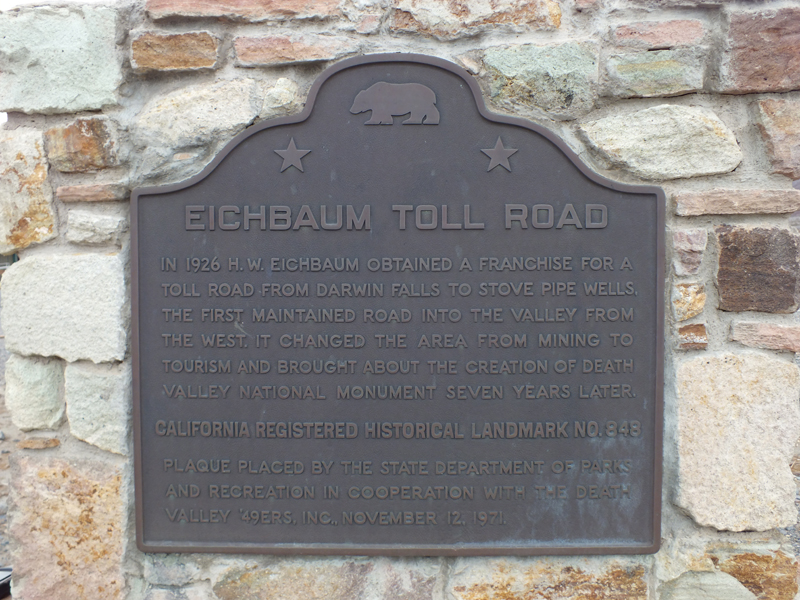 EICHBAUM TOLL ROAD
IN 1926 H. W. EICHBAUM OBTAINED A FRANCHISE FOR A
TOLL ROAD FROM DARWIN FALLS TO STOVE PIPE WELLS,
THE FIRST MAINTAINED ROAD INTO THE VALLEY FROM
THE WEST. IT CHANGED THE AREA FROM MINING TO
TOURISM AND BROUGHT ABOUT THE CREATION OF DEATH
VALLEY NATIONAL MONUMENT SEVEN YEARS LATER.
CALIFORNIA REGISTERED HISTORICAL LANDMARK NO. 848
PLAQUE PLACED BY THE STATE DEPARTMENT OF PARKS
AND RECREATION IN COOPERATION WITH THE DEATH
VALLEY '49ERS, INC., NOVEMBER 12, 1971.